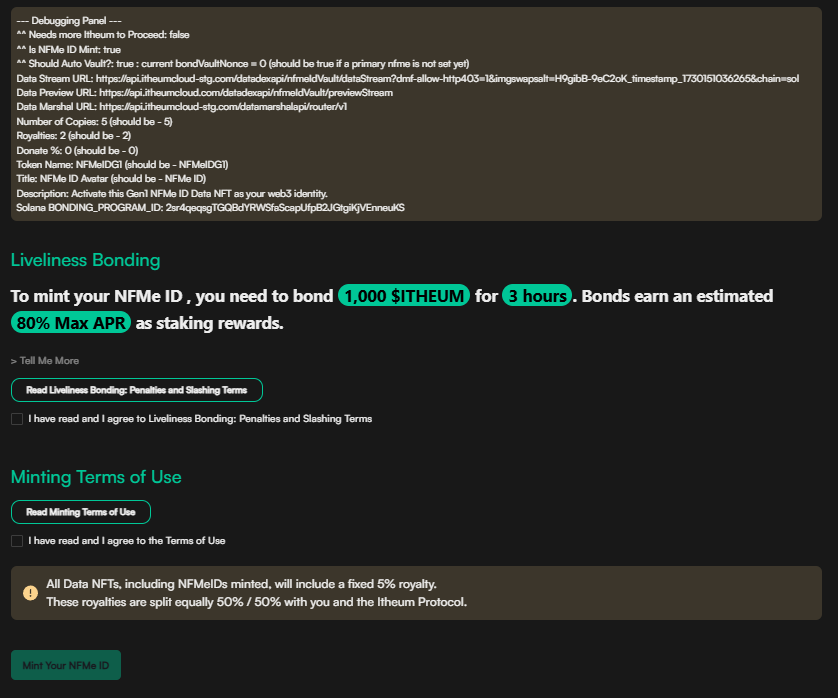 --- Debugging Panel ---
^^ Needs more Itheum to Proceed: false
^^ Is NFMe ID Mint: true
^^ Should Auto Vault?: true : current bondVaultNonce = 0 (should be true if a primary nfme is not set yet)
Data Stream URL: https://api.itheumcloud-stg.com/datadexapi/nfmeIdVault/dataStream?dmf-allow-http403=1&imgswapsalt=H9gibB-9eC2oK_timestamp_1730151036265&chain=sol
Data Preview URL: https://api.itheumcloud.com/datadexapi/nfmeIdVault/previewStream
Data Marshal URL: https://api.itheumcloud-stg.com/datamarshalapi/router/v1
Number of Copies: 5 (should be - 5)
Royalties: 2 (should be - 2)
Donate %: 0 (should be - 0)
Token Name: NFMeIDG1 (should be - NFMeIDG1)
Title: NFMe ID Avatar (should be - NFMe ID)
Description: Activate this Gen1 NFMe ID Data NFT as your web3 identity.
Solana BONDING_PROGRAM_ID: 2sr4qeqsgTGQBdYRWSfaScapUfpB2JGtgiKjVEnneuKS
Liveliness Bonding
To mint your NFMe ID , you need to bond 1,000 $ITHEUM for 3 hours. Bonds earn an estimated
80% Max APR as staking rewards.
> Tell Me More
Read Liveliness Bonding: Penalties and Slashing Terms
I have read and I agree to Liveliness Bonding: Penalties and Slashing Terms
Minting Terms of Use
Read Minting Terms of Use
I have read and I agree to the Terms of Use
All Data NFTs, including NFMeIDs minted, will include a fixed 5% royalty.
These royalties are split equally 50% / 50% with you and the Itheum Protocol.
Mint Your NFMe ID